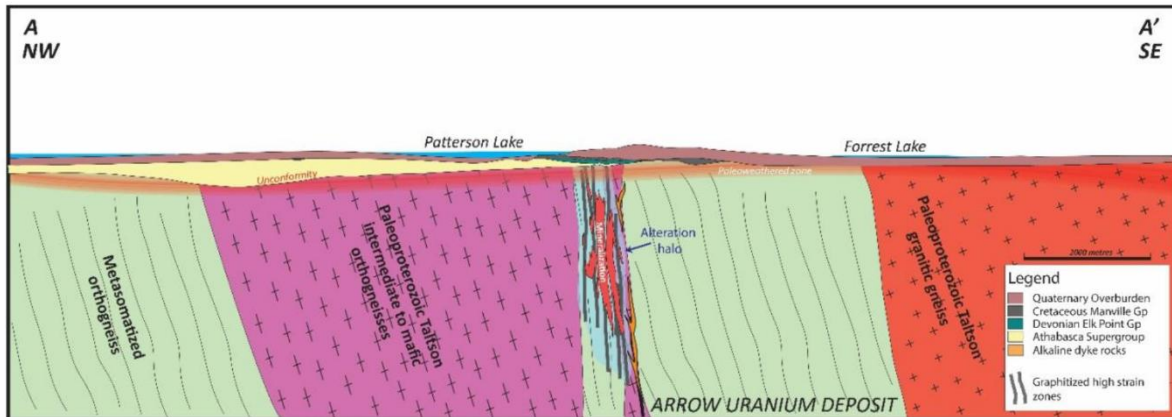 A
NW
A'
SE
Patterson Lake
Forrest Lake
Unconformity
Paleoweathered zone
Metasomatized
orthogneiss
Paleoproterozoic Taltson
intermediate to mafic
orthogneisses
Mineralization
Alteration
halo
Paleoproterozoic Taltson
granitic gneiss
2000 metres
Legend
Quaternary Overburden
Cretaceous Manville Gp
Devonian Elk Point Gp
Athabasca Supergroup
Alkaline dyke rocks
Graphitized high strain
zones
ARROW URANIUM DEPOSIT